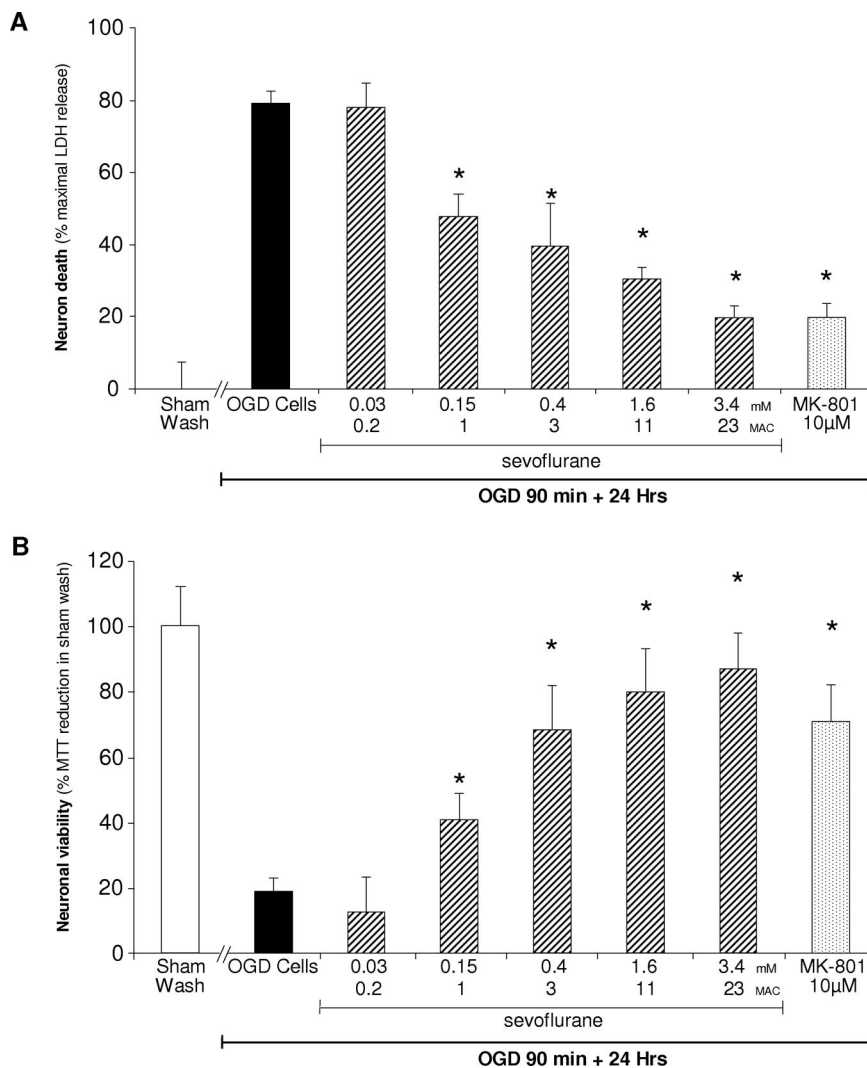 A
Neuron death (% maximal LDH release)
100
80
60
40
20
0
* * * * *
Sham Wash OGD Cells 0.03 0.15 0.4 1.6 3.4 mM MK-801
0.2 1 3 11 23 MAC 10µM
sevoflurane
OGD 90 min + 24 Hrs
B
Neuronal viability (% MTT reduction in sham wash)
120
100
80
60
40
20
0
* * * * *
Sham Wash OGD Cells 0.03 0.15 0.4 1.6 3.4 mM MK-801
0.2 1 3 11 23 MAC 10µM
sevoflurane
OGD 90 min + 24 Hrs